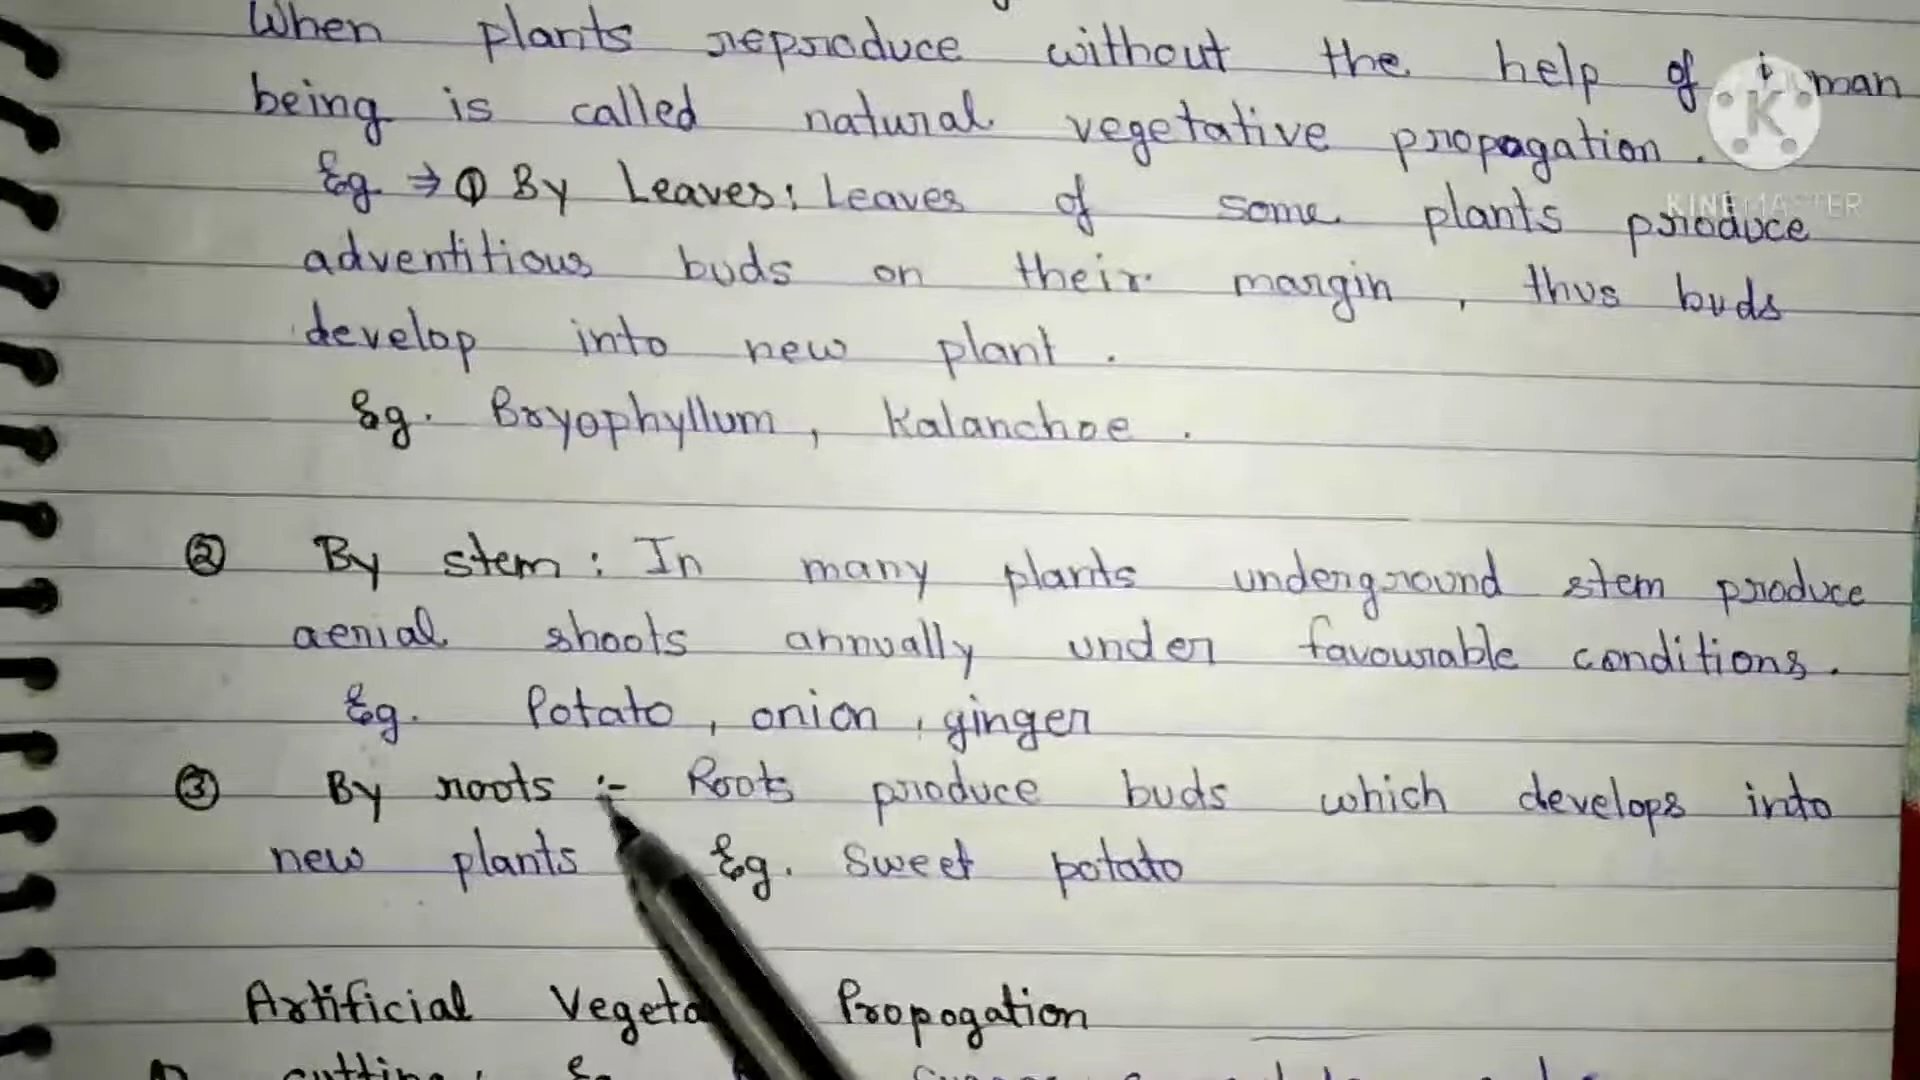 When plants reproduce without the help of
being is called natural vegetative propagation.
Eg ⇒ ① By Leaves: Leaves of some plants produce
adventitious buds on their margin, thus buds
develop into new plant.
Eg. Bryophyllum, Kalanchoe.
② By stem: In many plants underground stem produce
aerial shoots annually under favourable conditions.
Eg. Potato, onion, ginger
③ By roots :- Roots produce buds which develops into
new plants Eg. Sweet potato
Artificial Propogation
K
KINEMASTER